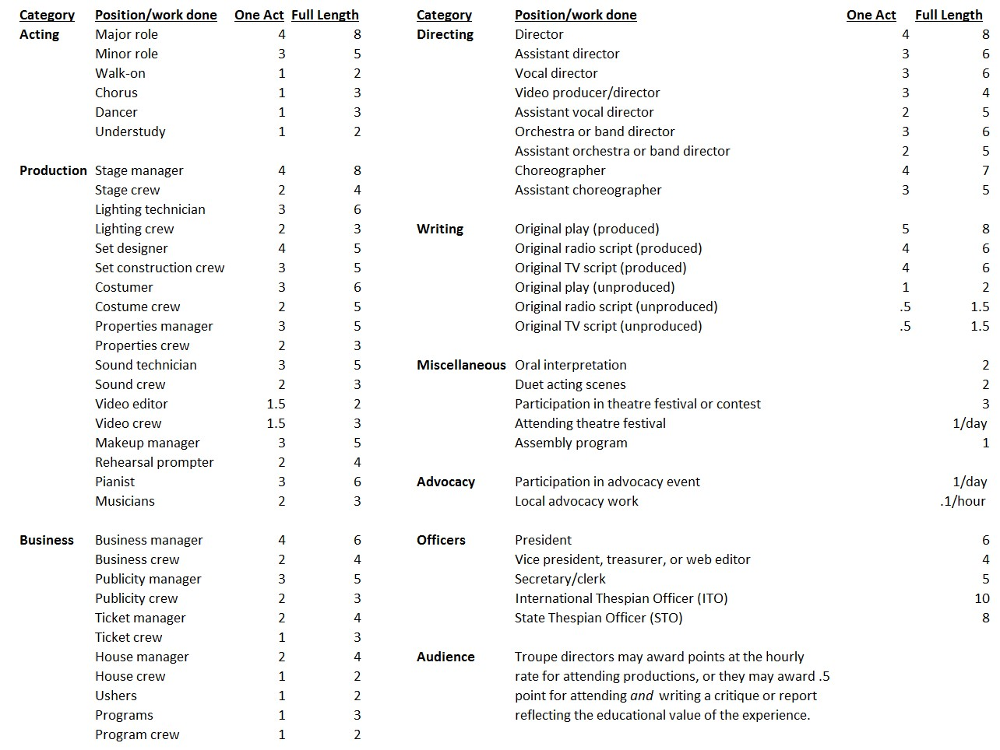 Category Position/work done One Act Full Length
Acting Major role 4 8
Minor role 3 5
Walk-on 1 2
Chorus 1 3
Dancer 1 3
Understudy 1 2
Production Stage manager 4 8
Stage crew 2 4
Lighting technician 3 6
Lighting crew 2 3
Set designer 4 5
Set construction crew 3 5
Costumer 3 6
Costume crew 2 5
Properties manager 3 5
Properties crew 2 3
Sound technician 3 5
Sound crew 2 3
Video editor 1.5 2
Video crew 1.5 3
Makeup manager 3 5
Rehearsal prompter 2 4
Pianist 3 6
Musicians 2 3
Business Business manager 4 6
Business crew 2 4
Publicity manager 3 5
Publicity crew 2 3
Ticket manager 2 4
Ticket crew 1 3
House manager 2 4
House crew 1 2
Ushers 1 2
Programs 1 3
Program crew 1 2
Category Position/work done One Act Full Length
Directing Director 4 8
Assistant director 3 6
Vocal director 3 6
Video producer/director 3 4
Assistant vocal director 2 5
Orchestra or band director 3 6
Assistant orchestra or band director 2 5
Choreographer 4 7
Assistant choreographer 3 5
Writing Original play (produced) 5 8
Original radio script (produced) 4 6
Original TV script (produced) 4 6
Original play (unproduced) 1 2
Original radio script (unproduced) .5 1.5
Original TV script (unproduced) .5 1.5
Miscellaneous Oral interpretation 2
Duet acting scenes 2
Participation in theatre festival or contest 3
Attending theatre festival 1/day
Assembly program 1
Advocacy Participation in advocacy event 1/day
Local advocacy work .1/hour
Officers President 6
Vice president, treasurer, or web editor 4
Secretary/clerk 5
International Thespian Officer (ITO) 10
State Thespian Officer (STO) 8
Audience Troupe directors may award points at the hourly
rate for attending productions, or they may award .5
point for attending and writing a critique or report
reflecting the educational value of the experience.